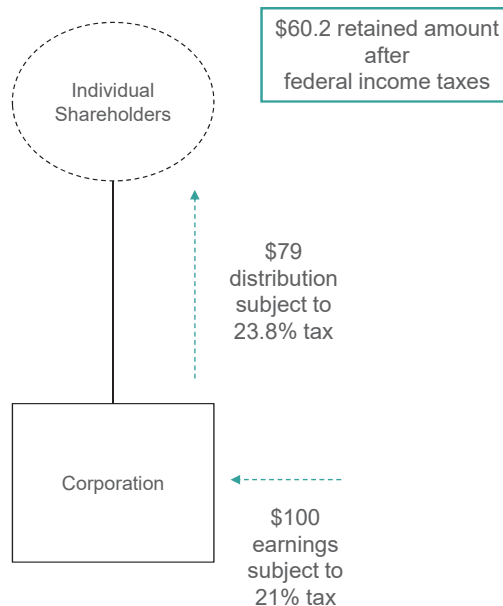 $60.2 retained amount
after
federal income taxes
Individual
Shareholders
$79
distribution
subject to
23.8% tax
Corporation
$100
earnings
subject to
21% tax